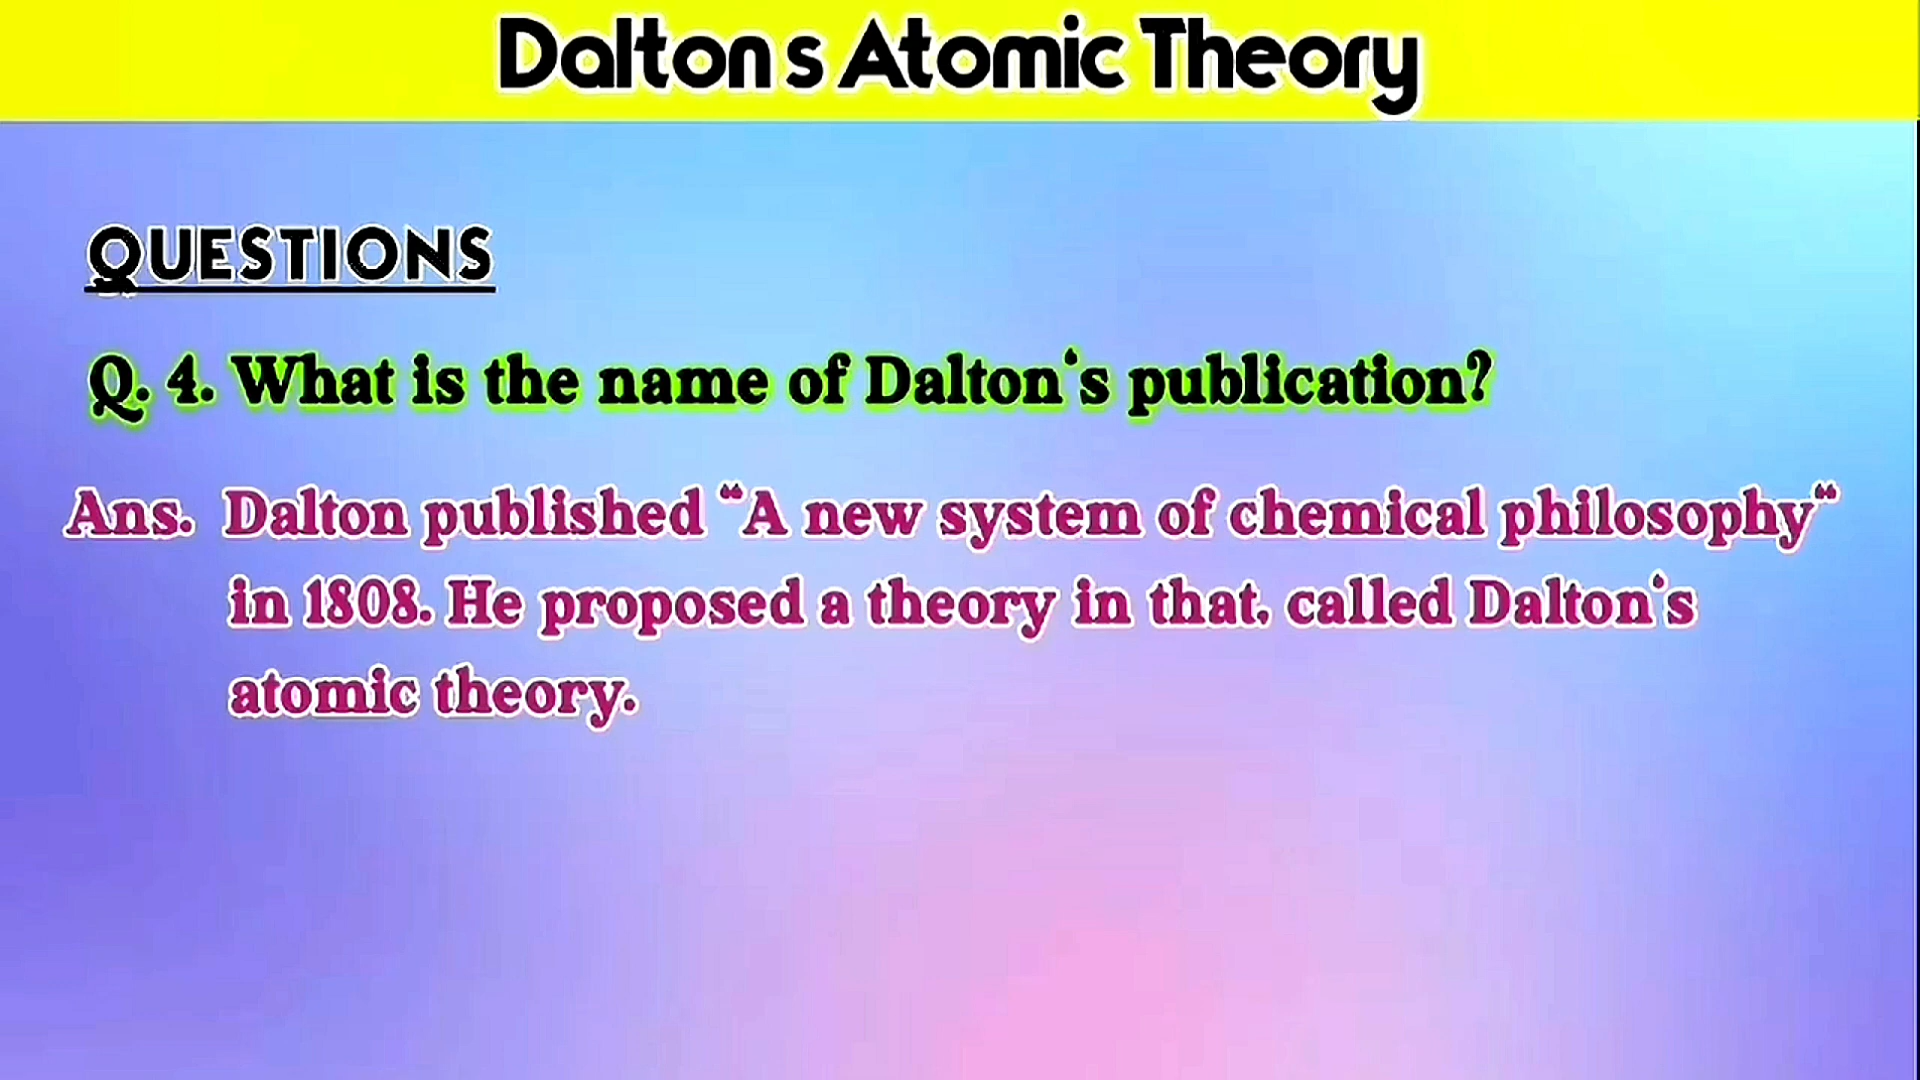 Dalton s Atomic Theory
QUESTIONS
Q. 4. What is the name of Dalton‘s publication?
Ans. Dalton published “A new system of chemical philosophy“
in 1808. He proposed a theory in that, called Dalton‘s
atomic theory.